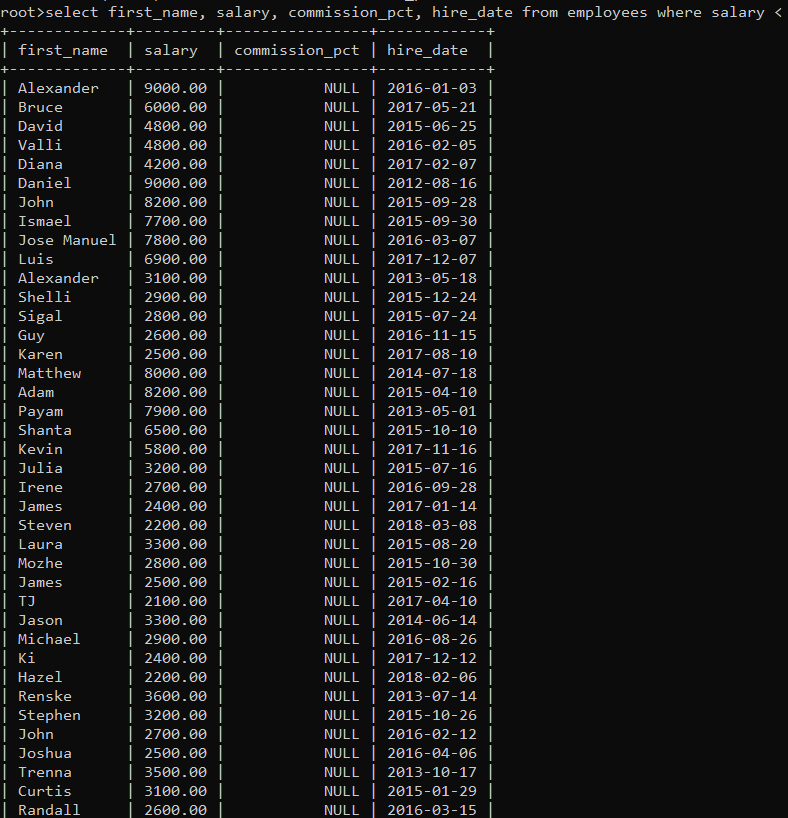 root>select first_name, salary, commission_pct, hire_date from employees where salary <
+-------------+---------+----------------+------------+
| first_name  | salary  | commission_pct | hire_date  |
+-------------+---------+----------------+------------+
| Alexander   | 9000.00 |           NULL | 2016-01-03 |
| Bruce       | 6000.00 |           NULL | 2017-05-21 |
| David       | 4800.00 |           NULL | 2015-06-25 |
| Valli       | 4800.00 |           NULL | 2016-02-05 |
| Diana       | 4200.00 |           NULL | 2017-02-07 |
| Daniel      | 9000.00 |           NULL | 2012-08-16 |
| John        | 8200.00 |           NULL | 2015-09-28 |
| Ismael      | 7700.00 |           NULL | 2015-09-30 |
| Jose Manuel | 7800.00 |           NULL | 2016-03-07 |
| Luis        | 6900.00 |           NULL | 2017-12-07 |
| Alexander   | 3100.00 |           NULL | 2013-05-18 |
| Shelli      | 2900.00 |           NULL | 2015-12-24 |
| Sigal       | 2800.00 |           NULL | 2015-07-24 |
| Guy         | 2600.00 |           NULL | 2016-11-15 |
| Karen       | 2500.00 |           NULL | 2017-08-10 |
| Matthew     | 8000.00 |           NULL | 2014-07-18 |
| Adam        | 8200.00 |           NULL | 2015-04-10 |
| Payam       | 7900.00 |           NULL | 2013-05-01 |
| Shanta      | 6500.00 |           NULL | 2015-10-10 |
| Kevin       | 5800.00 |           NULL | 2017-11-16 |
| Julia       | 3200.00 |           NULL | 2015-07-16 |
| Irene       | 2700.00 |           NULL | 2016-09-28 |
| James       | 2400.00 |           NULL | 2017-01-14 |
| Steven      | 2200.00 |           NULL | 2018-03-08 |
| Laura       | 3300.00 |           NULL | 2015-08-20 |
| Mozhe       | 2800.00 |           NULL | 2015-10-30 |
| James       | 2500.00 |           NULL | 2015-02-16 |
| TJ          | 2100.00 |           NULL | 2017-04-10 |
| Jason       | 3300.00 |           NULL | 2014-06-14 |
| Michael     | 2900.00 |           NULL | 2016-08-26 |
| Ki          | 2400.00 |           NULL | 2017-12-12 |
| Hazel       | 2200.00 |           NULL | 2018-02-06 |
| Renske      | 3600.00 |           NULL | 2013-07-14 |
| Stephen     | 3200.00 |           NULL | 2015-10-26 |
| John        | 2700.00 |           NULL | 2016-02-12 |
| Joshua      | 2500.00 |           NULL | 2016-04-06 |
| Trenna      | 3500.00 |           NULL | 2013-10-17 |
| Curtis      | 3100.00 |           NULL | 2015-01-29 |
| Randall     | 2600.00 |           NULL | 2016-03-15 |